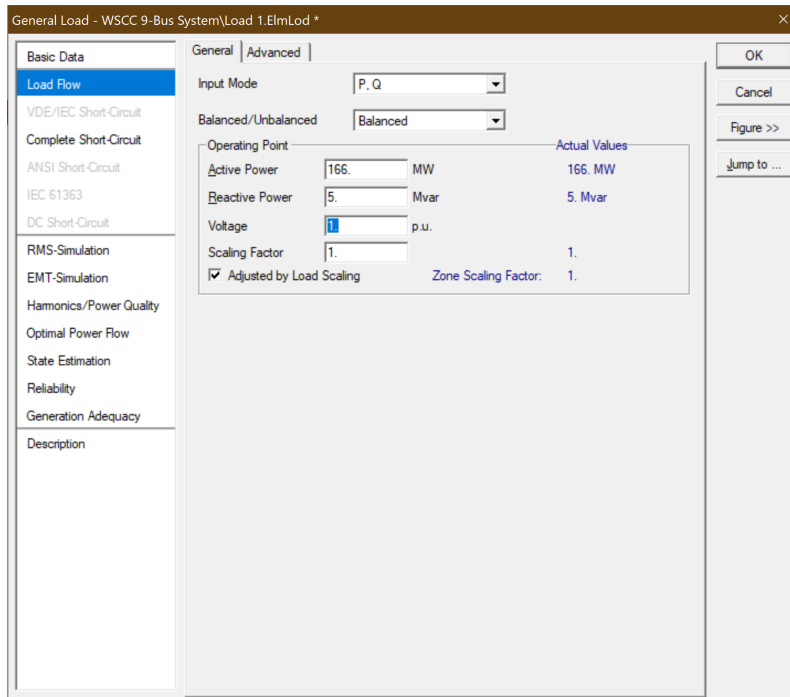 General Load - WSCC 9-Bus System\Load 1.ElmLod *
Basic Data
Load Flow
VDE/IEC Short-Circuit
Complete Short-Circuit
ANSI Short-Circuit
IEC 61363
DC Short-Circuit
RMS-Simulation
EMT-Simulation
Harmonics/Power Quality
Optimal Power Flow
State Estimation
Reliability
Generation Adequacy
Description
General Advanced
Input Mode P, Q
Balanced/Unbalanced Balanced
Operating Point Actual Values
Active Power 166. MW 166. MW
Reactive Power 5. Mvar 5. Mvar
Voltage 1. p.u.
Scaling Factor 1. 1.
Adjusted by Load Scaling Zone Scaling Factor: 1.
OK
Cancel
Figure >>
Jump to ...